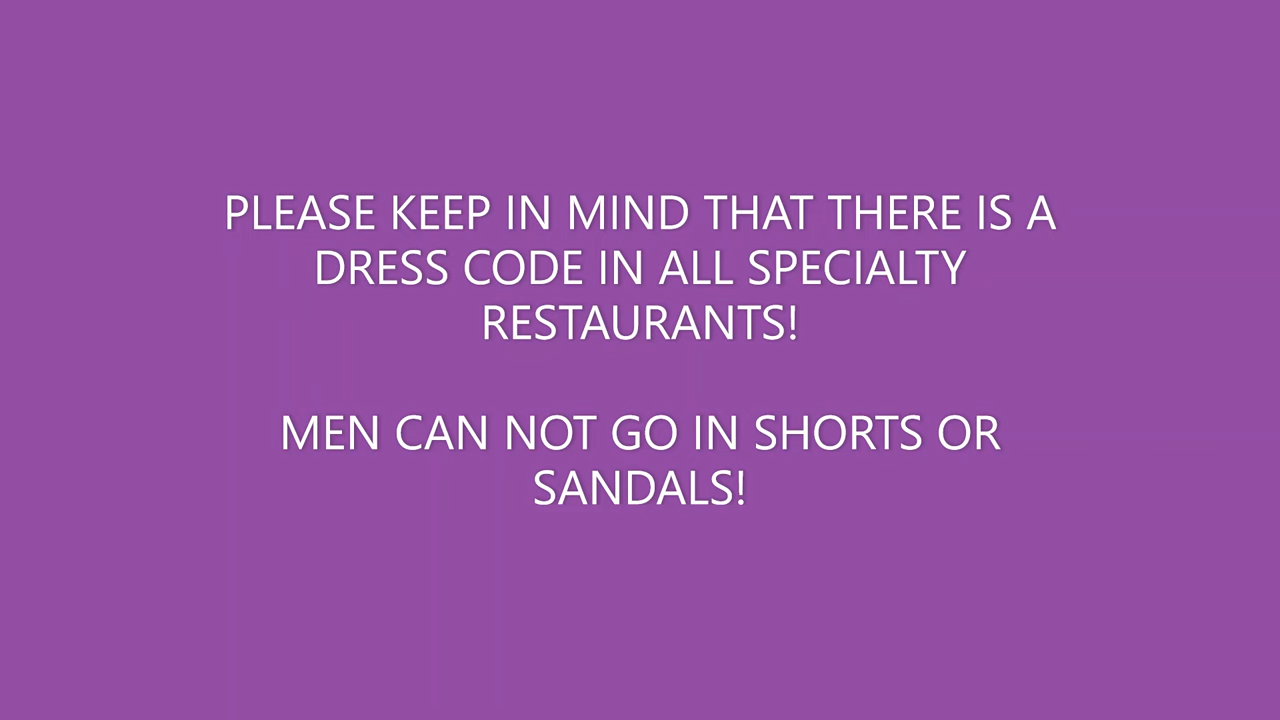 PLEASE KEEP IN MIND THAT THERE IS A
DRESS CODE IN ALL SPECIALTY
RESTAURANTS!
MEN CAN NOT GO IN SHORTS OR
SANDALS!